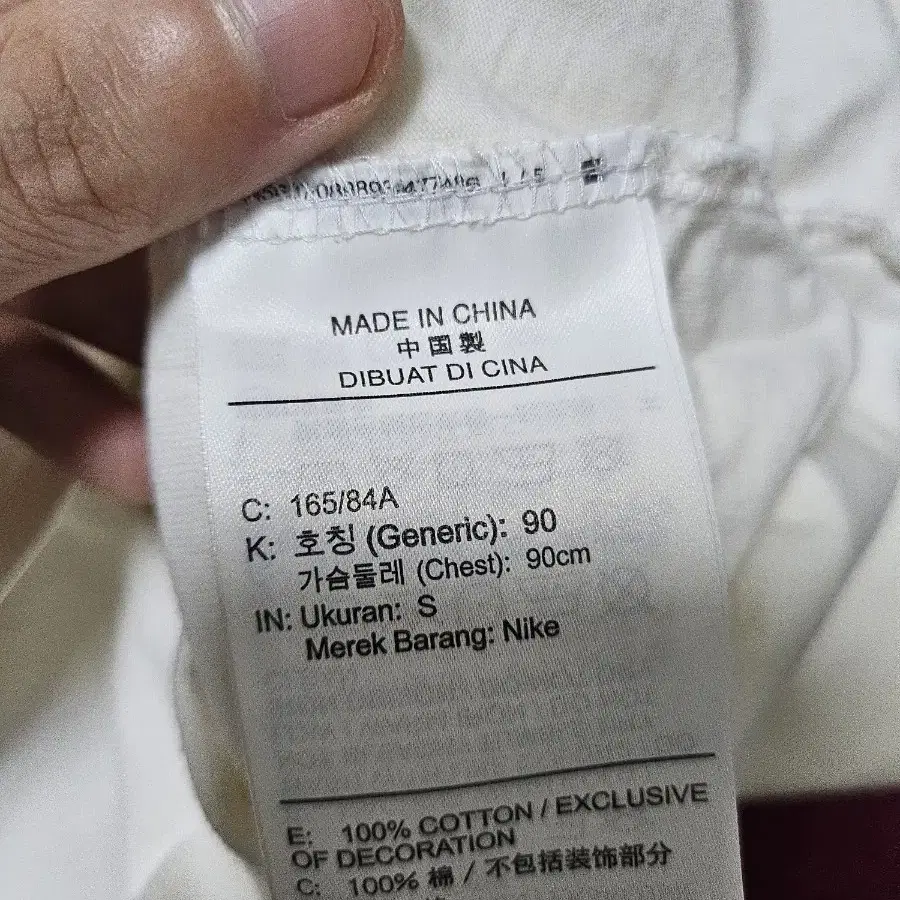 MADE IN CHINA
中国製
DIBUAT DI CINA
C: 165/84A
K: 호칭 (Generic): 90
가슴둘레 (Chest): 90cm
IN: Ukuran: S
Merek Barang: Nike
E: 100% COTTON / EXCLUSIVE
OF DECORATION
C: 100% 棉 / 不包括装饰部分